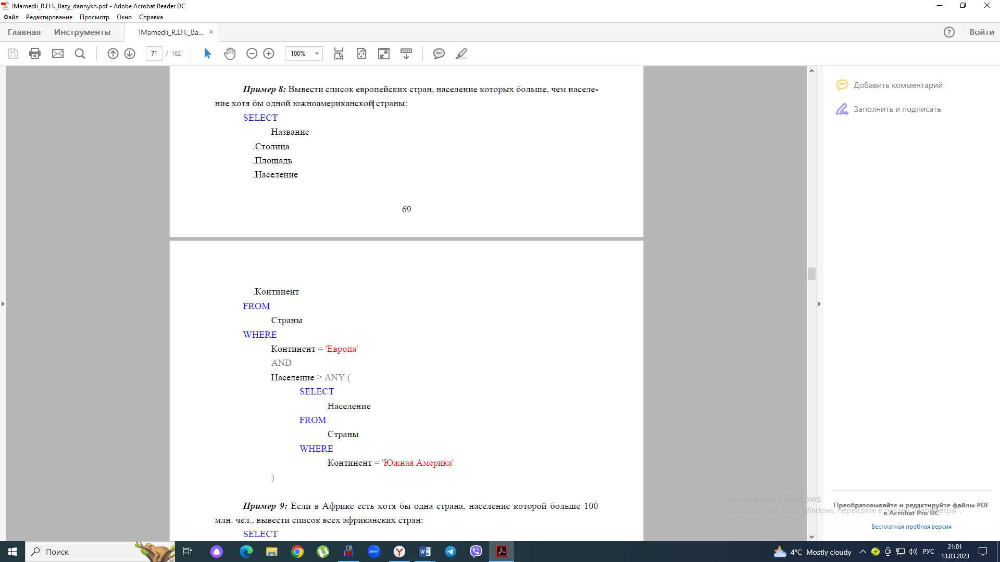 !Mamedli_R.EH._Bazy_dannykh.pdf - Adobe Acrobat Reader DC
Файл Редактирование Просмотр Окно Справка
Главная Инструменты !Mamedli_R.EH._Ba... × Войти
71 / 162 100%
Пример 8: Вывести список европейских стран, население которых больше, чем населе-
ние хотя бы одной южноамериканской страны:
SELECT
Название
,Столица
,Площадь
,Население
69
,Континент
FROM
Страны
WHERE
Континент = 'Европа'
AND
Население > ANY (
SELECT
Население
FROM
Страны
WHERE
Континент = 'Южная Америка'
)
Пример 9: Если в Африке есть хотя бы одна страна, население которой больше 100
млн. чел., вывести список всех африканских стран:
SELECT
Добавить комментарий
Заполнить и подписать
Активация Windows
Чтобы активировать Windows, перейдите в раздел "Параметры".
Преобразовывайте и редактируйте файлы PDF
в Acrobat Pro DC
Бесплатная пробная версия
Поиск
zoom
4°C Mostly cloudy
РУС
21:01
13.03.2023